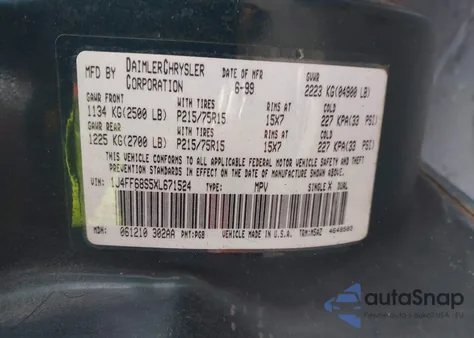 MFD BY DAIMLERCHRYSLER CORPORATION DATE OF MFR 6-99 GVWR 2223 KG(04900 LB)
GAWR FRONT WITH TIRES RIMS AT COLD
1134 KG(2500 LB) P215/75R15 15X7 227 KPA(33 PSI)
GAWR REAR WITH TIRES RIMS AT COLD
1225 KG(2700 LB) P215/75R15 15X7 227 KPA(33 PSI)
THIS VEHICLE CONFORMS TO ALL APPLICABLE FEDERAL MOTOR VEHICLE SAFETY AND
THEFT PREVENTION STANDARDS IN EFFECT ON THE DATE OF MANUFACTURE SHOWN ABOVE.
VIN: 1J4FF68S5XL671524 TYPE: MPV SINGLE X DUAL
MDH: 061210 302AA PNT:PGB VEHICLE MADE IN U.S.A. TRM:M5AE
autoSnap